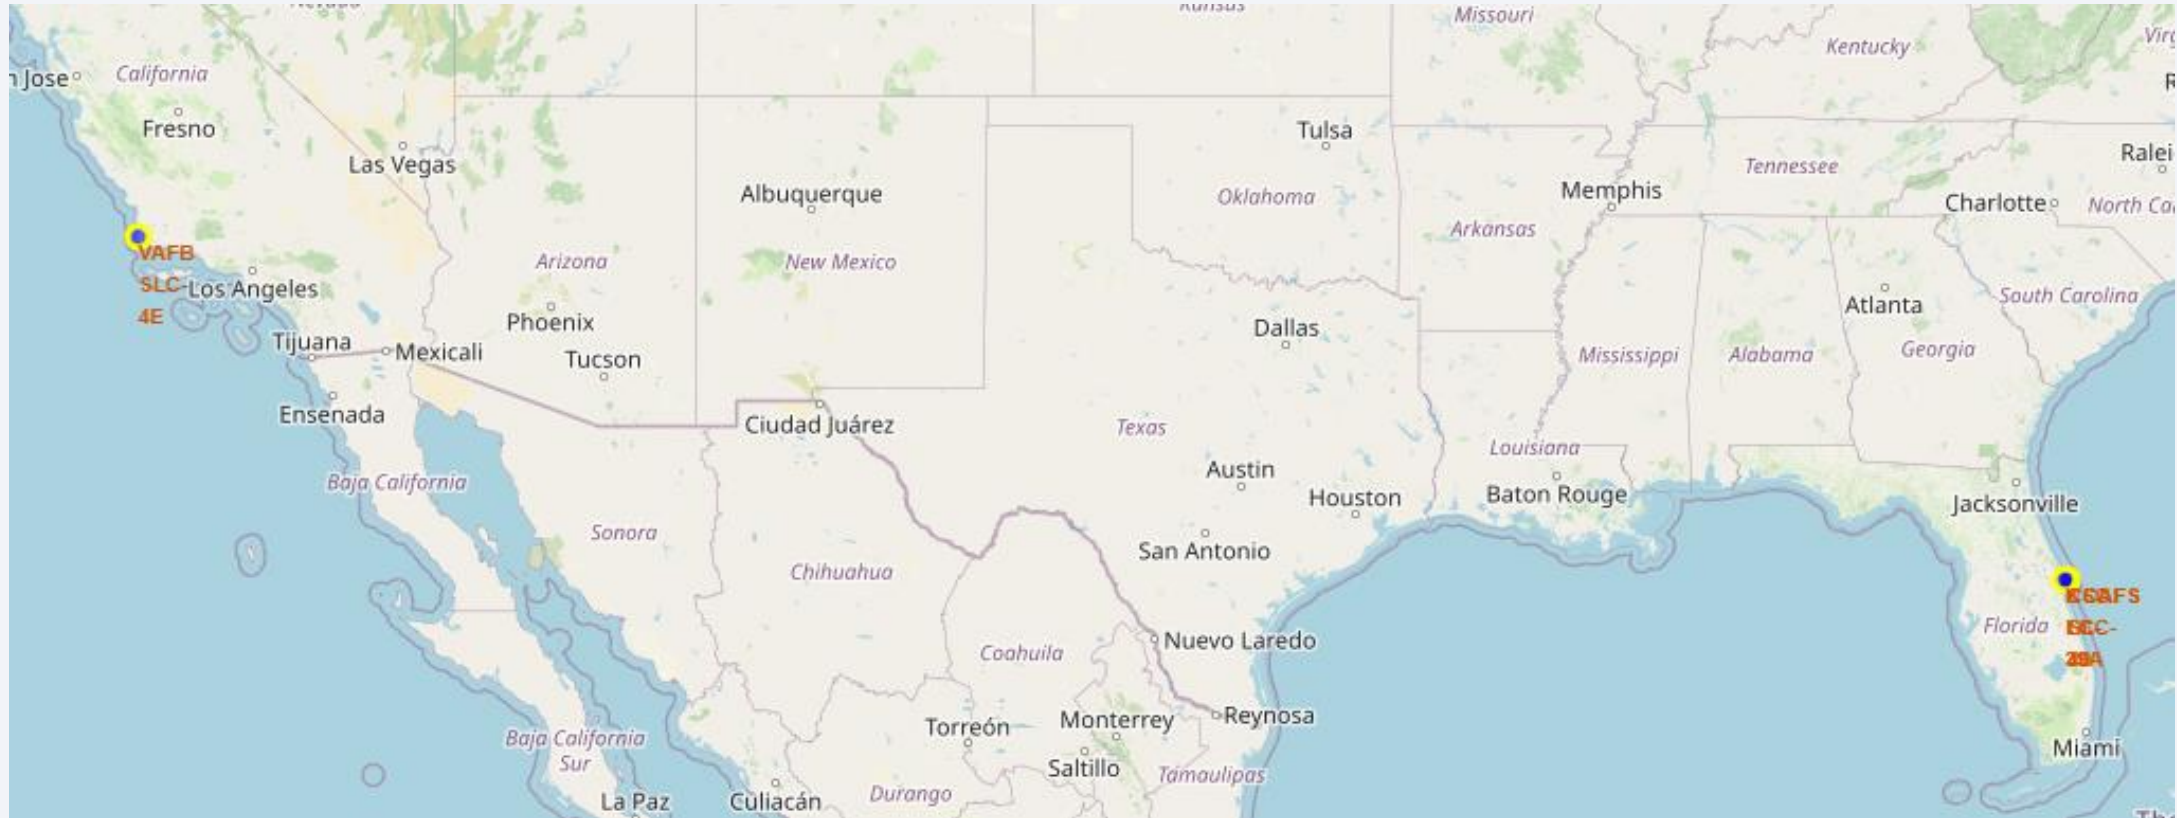 Missouri
Kentucky
n Jose
California
Fresno
Tulsa
Ralei
Las Vegas
Tennessee
Albuquerque
Oklahoma
Memphis
Charlotte
North Ca
Arkansas
VAFB
SLC-
4E
Arizona
New Mexico
Los Angeles
South Carolina
Atlanta
Phoenix
Dallas
Tijuana
Mexicali
Tucson
Mississippi
Alabama
Georgia
Ensenada
Ciudad Juárez
Texas
Louisiana
Austin
Baja California
Houston
Baton Rouge
Jacksonville
Sonora
San Antonio
Chihuahua
Florida
Nuevo Laredo
Coahuila
Reynosa
Torreón
Monterrey
Baja California
Sur
Miami
Saltillo
Tamaulipas
La Paz
Culiacán
Durango